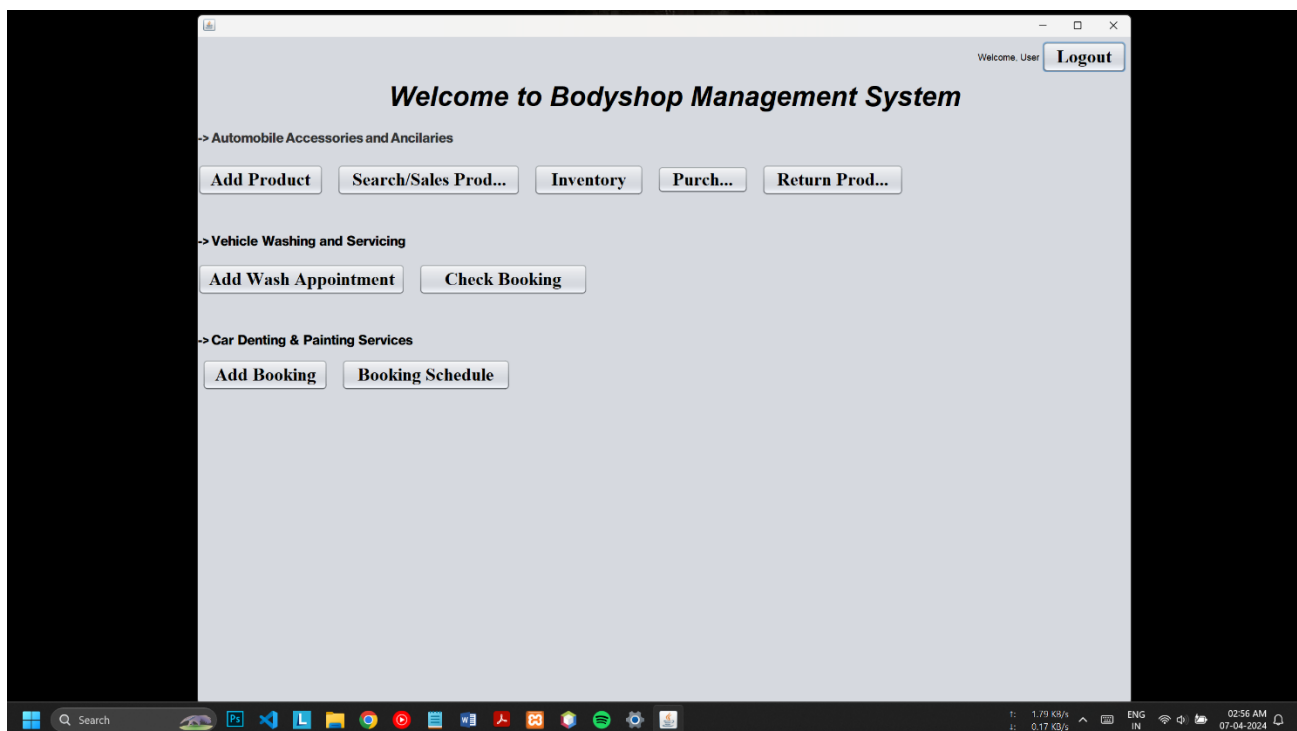 Welcome, User Logout
Welcome to Bodyshop Management System
-> Automobile Accessories and Ancilaries
Add Product Search/Sales Prod... Inventory Purch... Return Prod...
-> Vehicle Washing and Servicing
Add Wash Appointment Check Booking
-> Car Denting & Painting Services
Add Booking Booking Schedule
Search Ps L W ↑: 1.79 KB/s ENG 02:56 AM
↓: 0.17 KB/s IN 07-04-2024